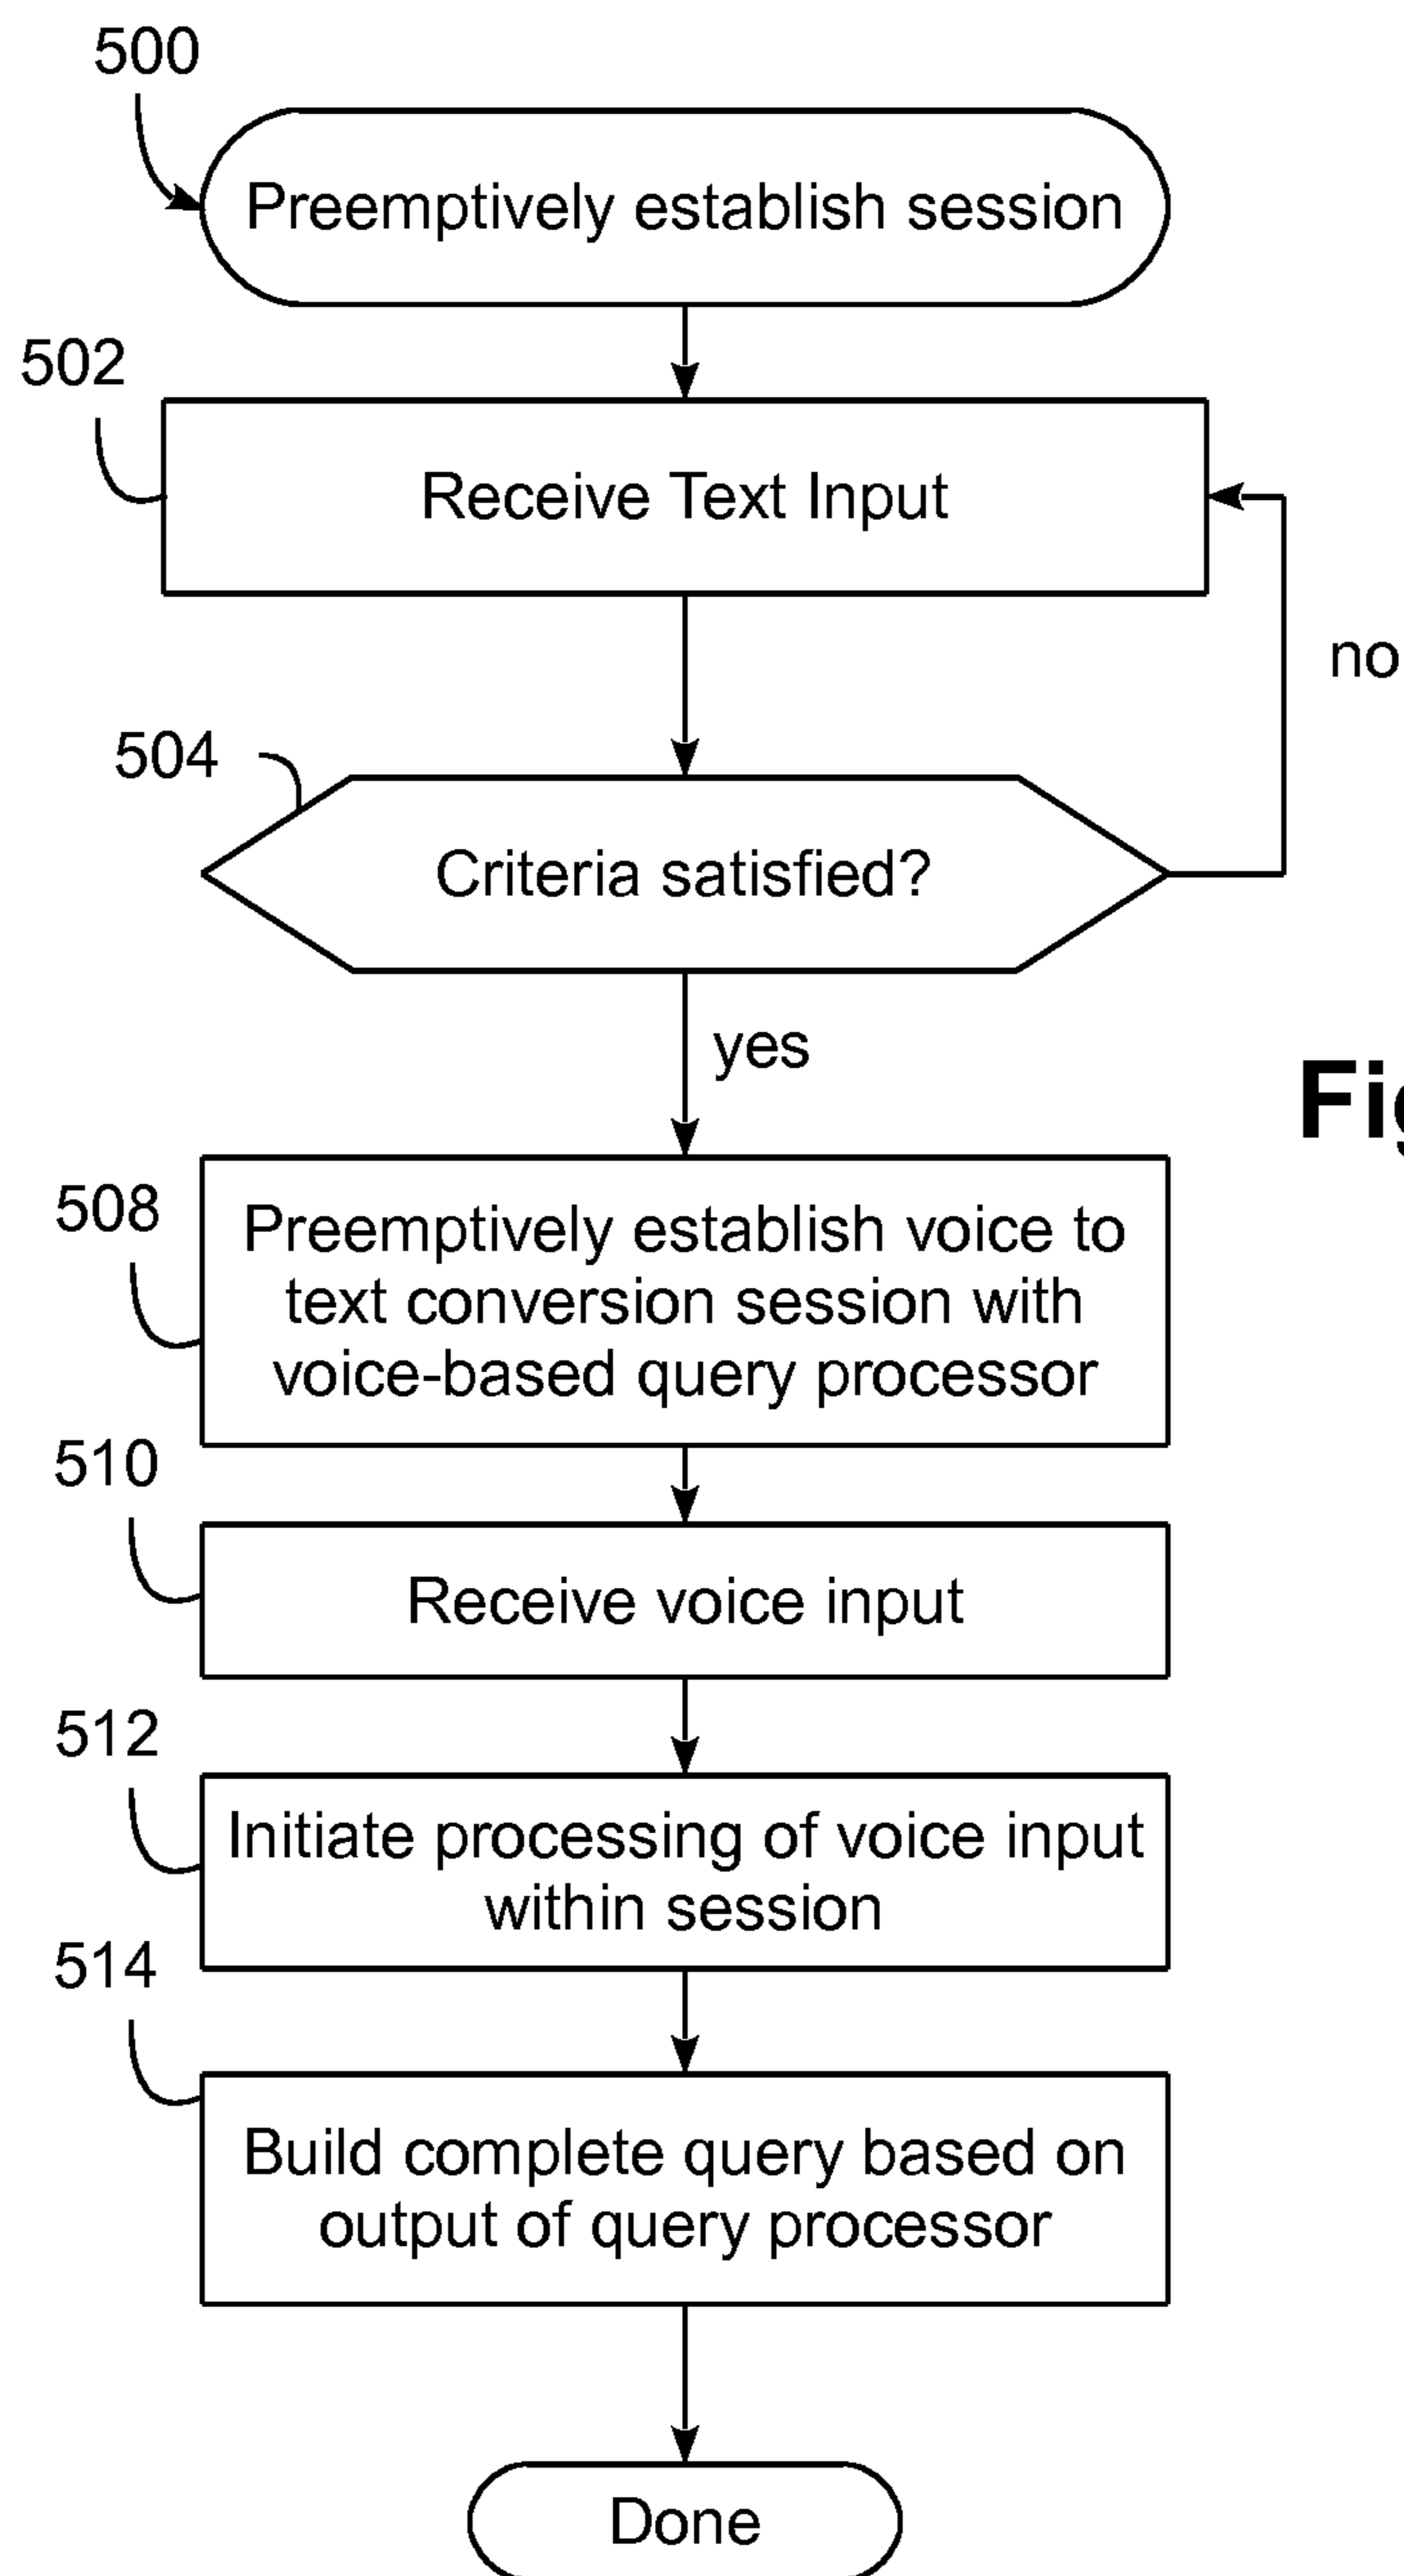 500
Preemptively establish session
502
Receive Text Input
no
504
Criteria satisfied?
yes
508
Preemptively establish voice to
text conversion session with
voice-based query processor
510
Receive voice input
512
Initiate processing of voice input
within session
514
Build complete query based on
output of query processor
Done